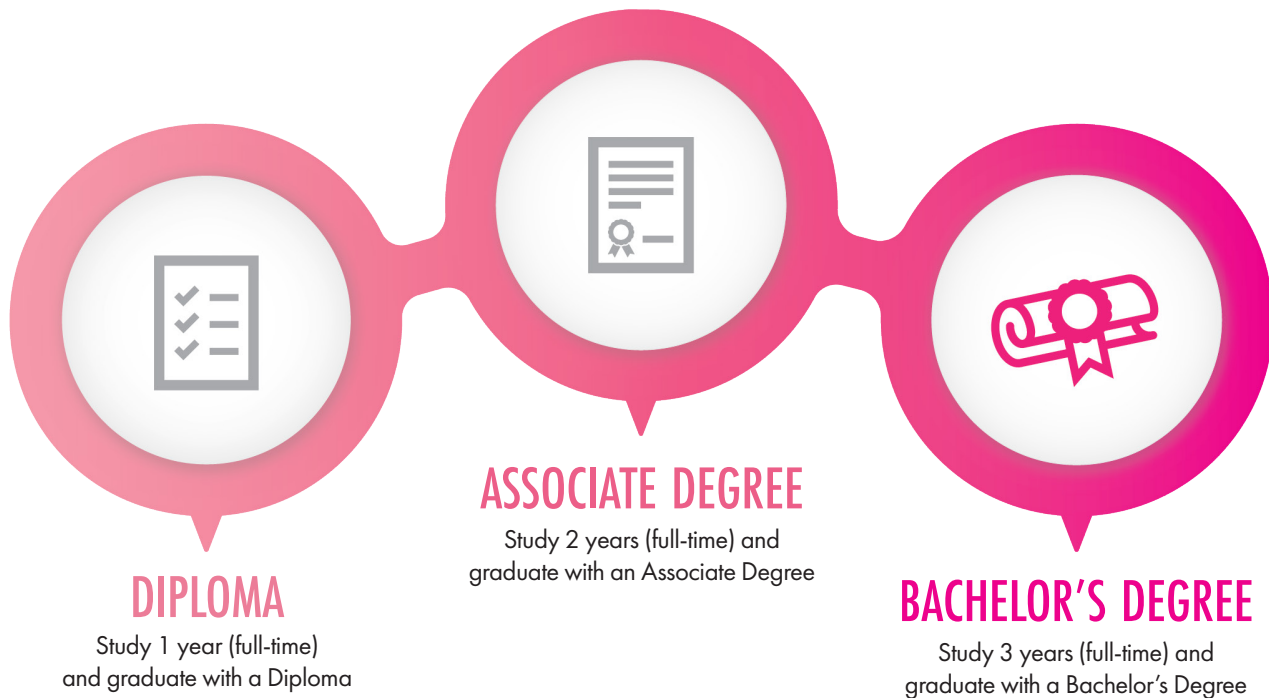 DIPLOMA
Study 1 year (full-time)
and graduate with a Diploma
ASSOCIATE DEGREE
Study 2 years (full-time) and
graduate with an Associate Degree
BACHELOR’S DEGREE
Study 3 years (full-time) and
graduate with a Bachelor’s Degree